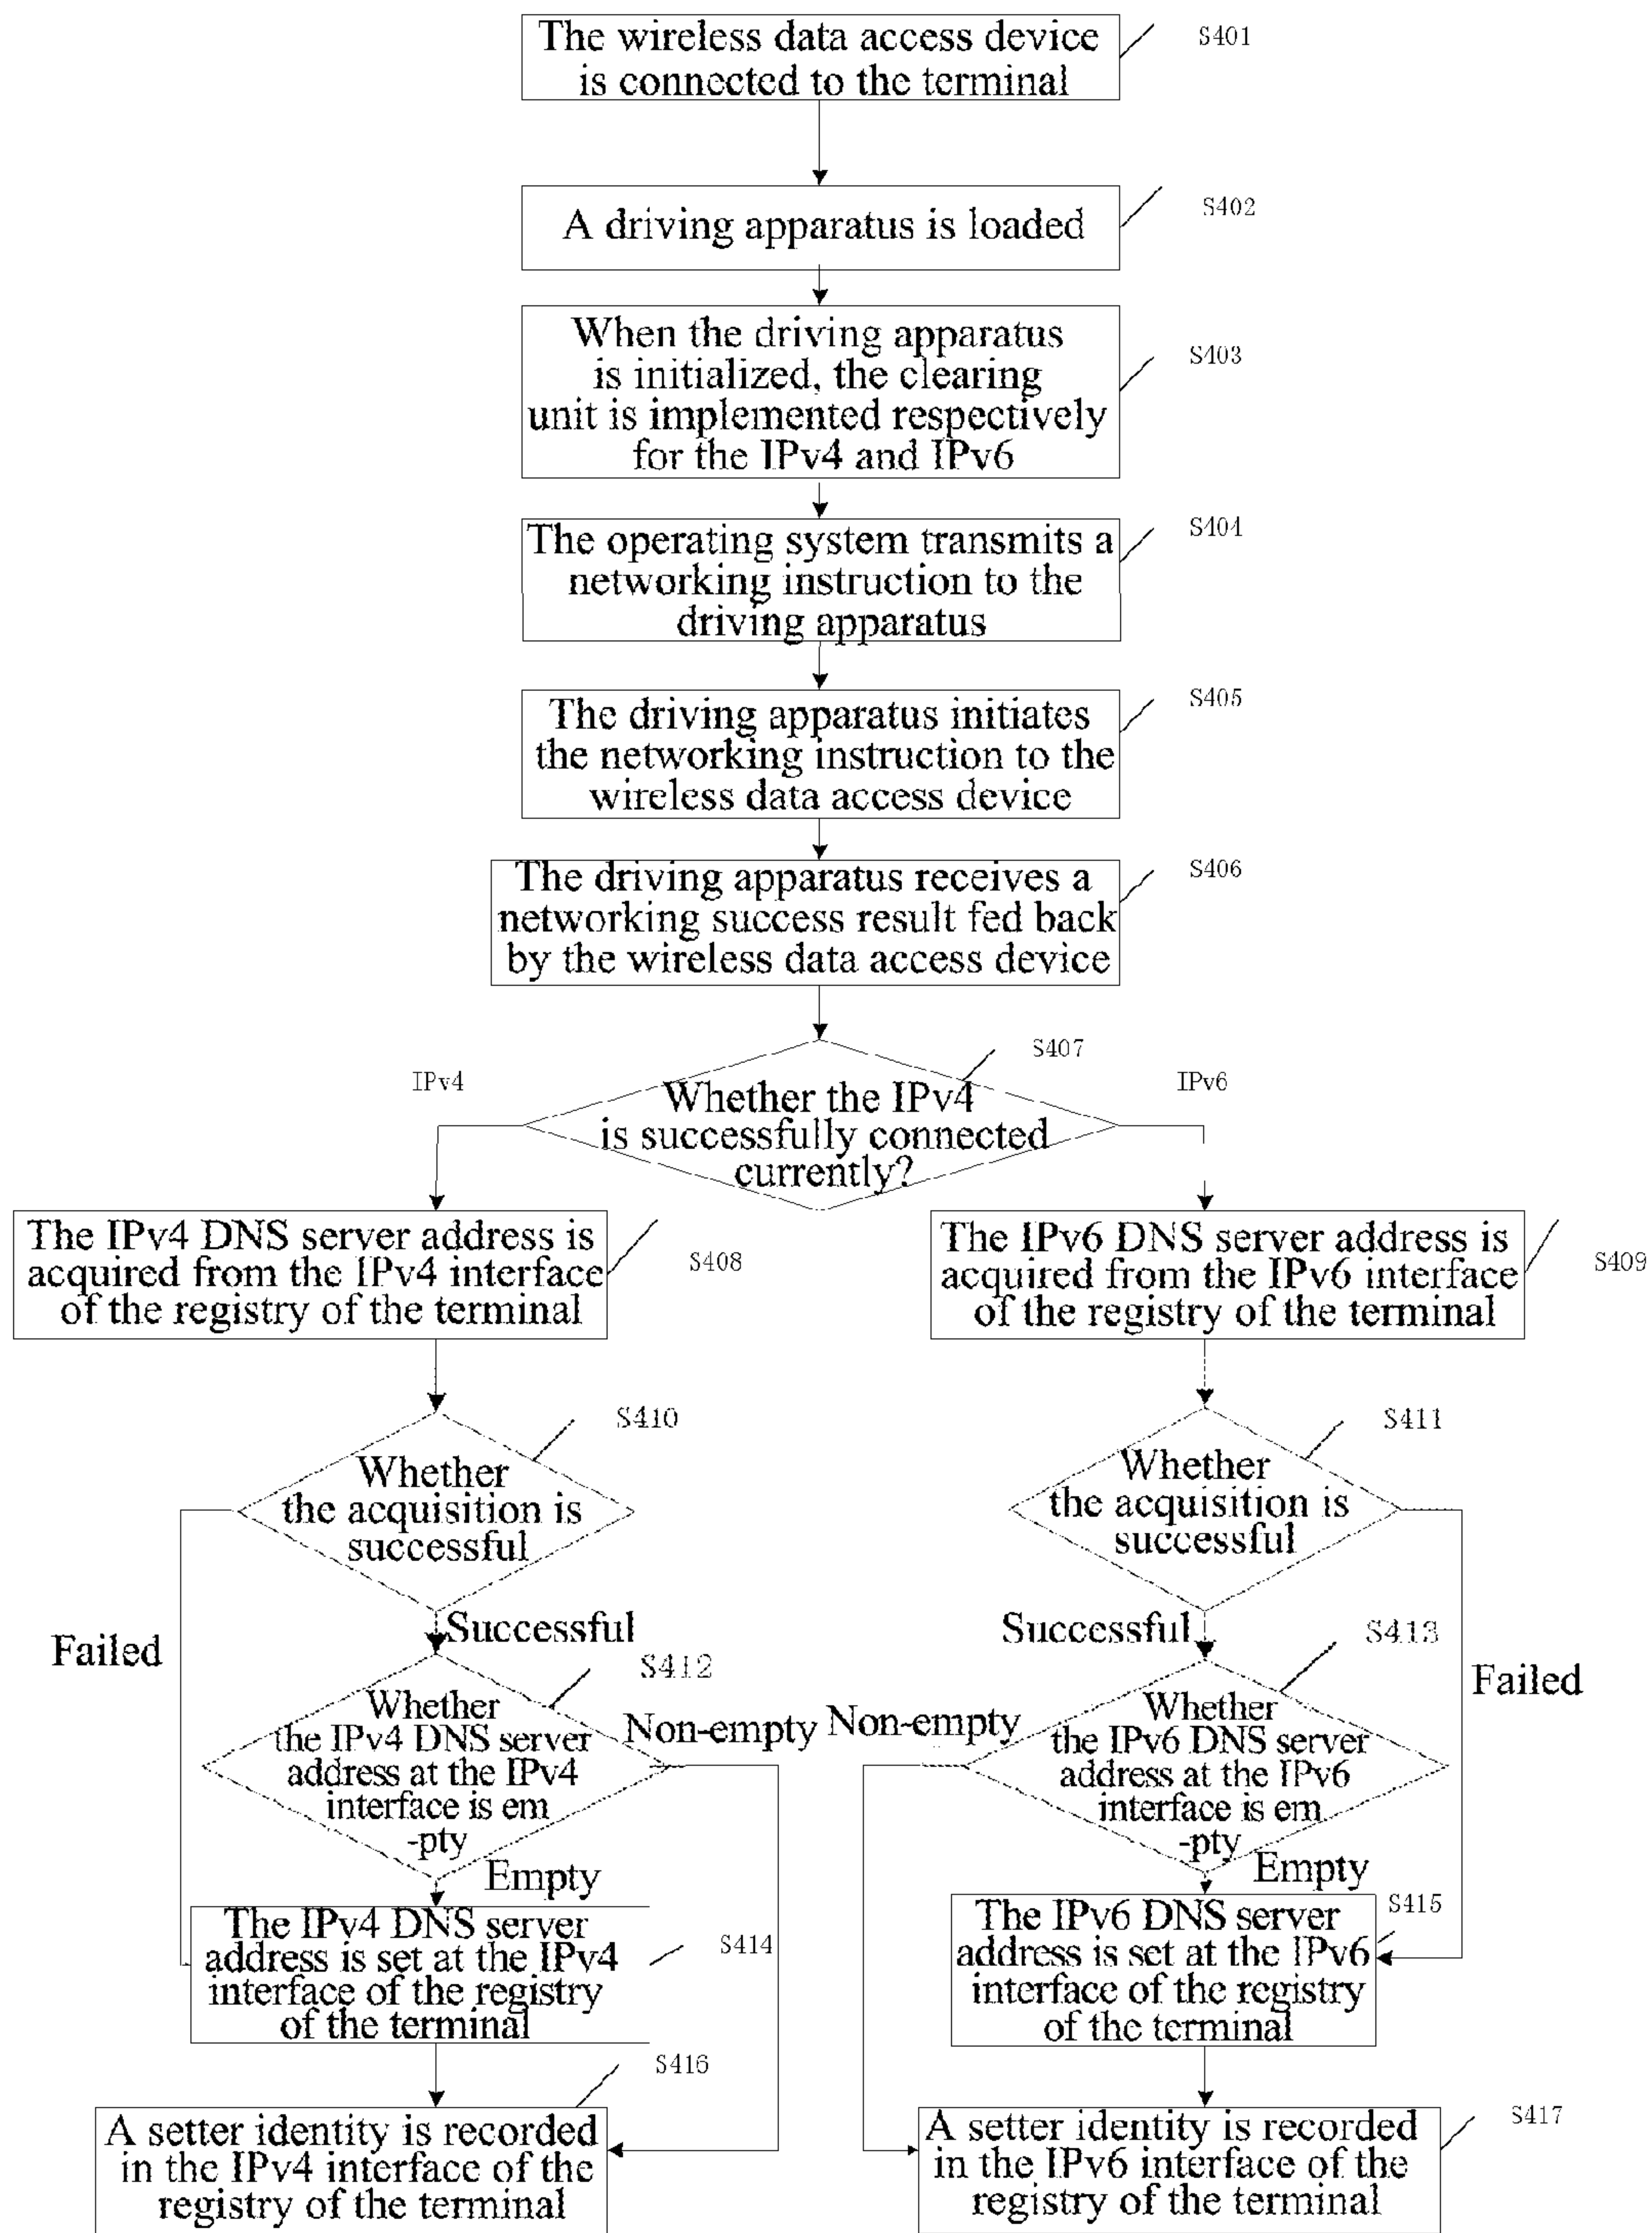 The wireless data access device
is connected to the terminal
S401
A driving apparatus is loaded
S402
When the driving apparatus
is initialized, the clearing
unit is implemented respectively
for the IPv4 and IPv6
S403
The operating system transmits a
networking instruction to the
driving apparatus
S404
The driving apparatus initiates
the networking instruction to the
wireless data access device
S405
The driving apparatus receives a
networking success result fed back
by the wireless data access device
S406
S407
IPv4
IPv6
Whether the IPv4
is successfully connected
currently?
The IPv4 DNS server address is
acquired from the IPv4 interface
of the registry of the terminal
S408
The IPv6 DNS server address is
acquired from the IPv6 interface
of the registry of the terminal
S409
S410
Whether
the acquisition is
successful
S411
Whether
the acquisition is
successful
Failed
Successful
Successful
Failed
S412
Whether
the IPv4 DNS server
address at the IPv4
interface is em
-pty
Non-empty
Non-empty
S413
Whether
the IPv6 DNS server
address at the IPv6
interface is em
-pty
Empty
Empty
The IPv4 DNS server
address is set at the IPv4
interface of the registry
of the terminal
S414
The IPv6 DNS server
address is set at the IPv6
interface of the registry
of the terminal
S415
S416
A setter identity is recorded
in the IPv4 interface of the
registry of the terminal
A setter identity is recorded
in the IPv6 interface of the
registry of the terminal
S417